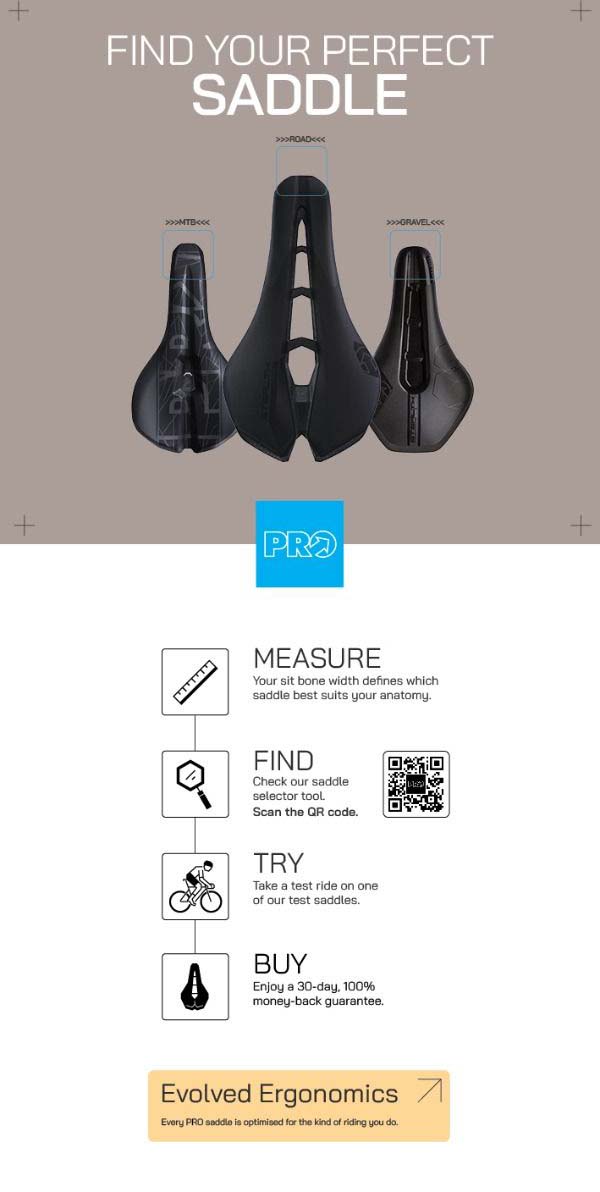 FIND YOUR PERFECT
SADDLE
>>>ROAD<<<
>>>MTB<<<
>>>GRAVEL<<<
PRO
MEASURE
Your sit bone width defines which
saddle best suits your anatomy.
FIND
Check our saddle
selector tool.
Scan the QR code.
TRY
Take a test ride on one
of our test saddles.
BUY
Enjoy a 30-day, 100%
money-back guarantee.
Evolved Ergonomics
Every PRO saddle is optimised for the kind of riding you do.